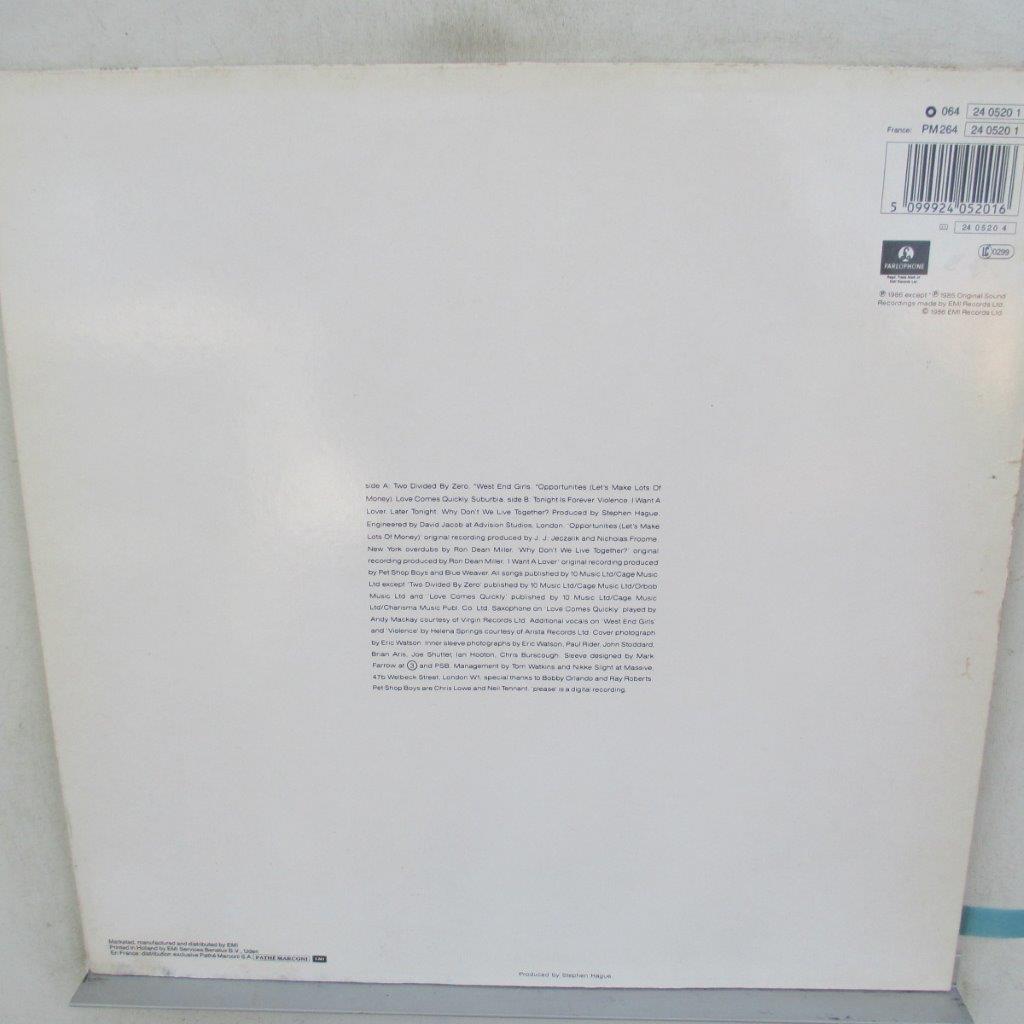 064 24 0520 1
France: PM 264 24 0520 1
5 099924 052016
24 0520 4
PARLOPHONE
LC 0299
Ⓟ 1986 except * Ⓟ 1985 Original Sound
Recordings made by EMI Records Ltd.
© 1986 EMI Records Ltd.
side A: Two Divided By Zero, *West End Girls, *Opportunities (Let's Make Lots Of
Money), Love Comes Quickly, Suburbia. side B: Tonight Is Forever, Violence, I Want A
Lover, Later Tonight, Why Don't We Live Together? Produced by Stephen Hague.
Engineered by David Jacob at Advision Studios, London. 'Opportunities (Let's Make
Lots Of Money)' original recording produced by J. J. Jeczalik and Nicholas Froome,
New York overdubs by Ron Dean Miller. 'Why Don't We Live Together?' original
recording produced by Ron Dean Miller. 'I Want A Lover' original recording produced
by Pet Shop Boys and Blue Weaver. All songs published by 10 Music Ltd/Cage Music
Ltd except 'Two Divided By Zero' published by 10 Music Ltd/Cage Music Ltd/Orbob
Music Ltd and 'Love Comes Quickly' published by 10 Music Ltd/Cage Music
Ltd/Charisma Music Publ. Co. Ltd. Saxophone on 'Love Comes Quickly' played by
Andy Mackay courtesy of Virgin Records Ltd. Additional vocals on 'West End Girls'
and 'Violence' by Helena Springs courtesy of Arista Records Ltd. Cover photograph
by Eric Watson. Inner sleeve photographs by Eric Watson, Paul Rider, John Stoddard,
Brian Aris, Joe Shutter, Ian Hooton, Chris Burscough. Sleeve designed by Mark
Farrow at ③ and PSB. Management by Tom Watkins and Nikke Slight at Massive,
47b Welbeck Street, London W1. special thanks to Bobby Orlando and Ray Roberts.
Pet Shop Boys are Chris Lowe and Neil Tennant. 'please' is a digital recording.
Marketed, manufactured and distributed by EMI
Printed in Holland by EMI Services Benelux B.V., Uden
En France: distribution exclusive Pathé Marconi S.A. PATHÉ MARCONI EMI
Produced by Stephen Hague